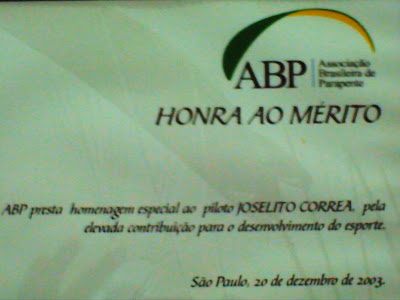 ABP
Associação
Brasileira de
Parapente
HONRA AO MÉRITO
ABP presta homenagem especial ao piloto JOSELITO CORREA, pela
elevada contribuição para o desenvolvimento do esporte.
São Paulo, 20 de dezembro de 2003.